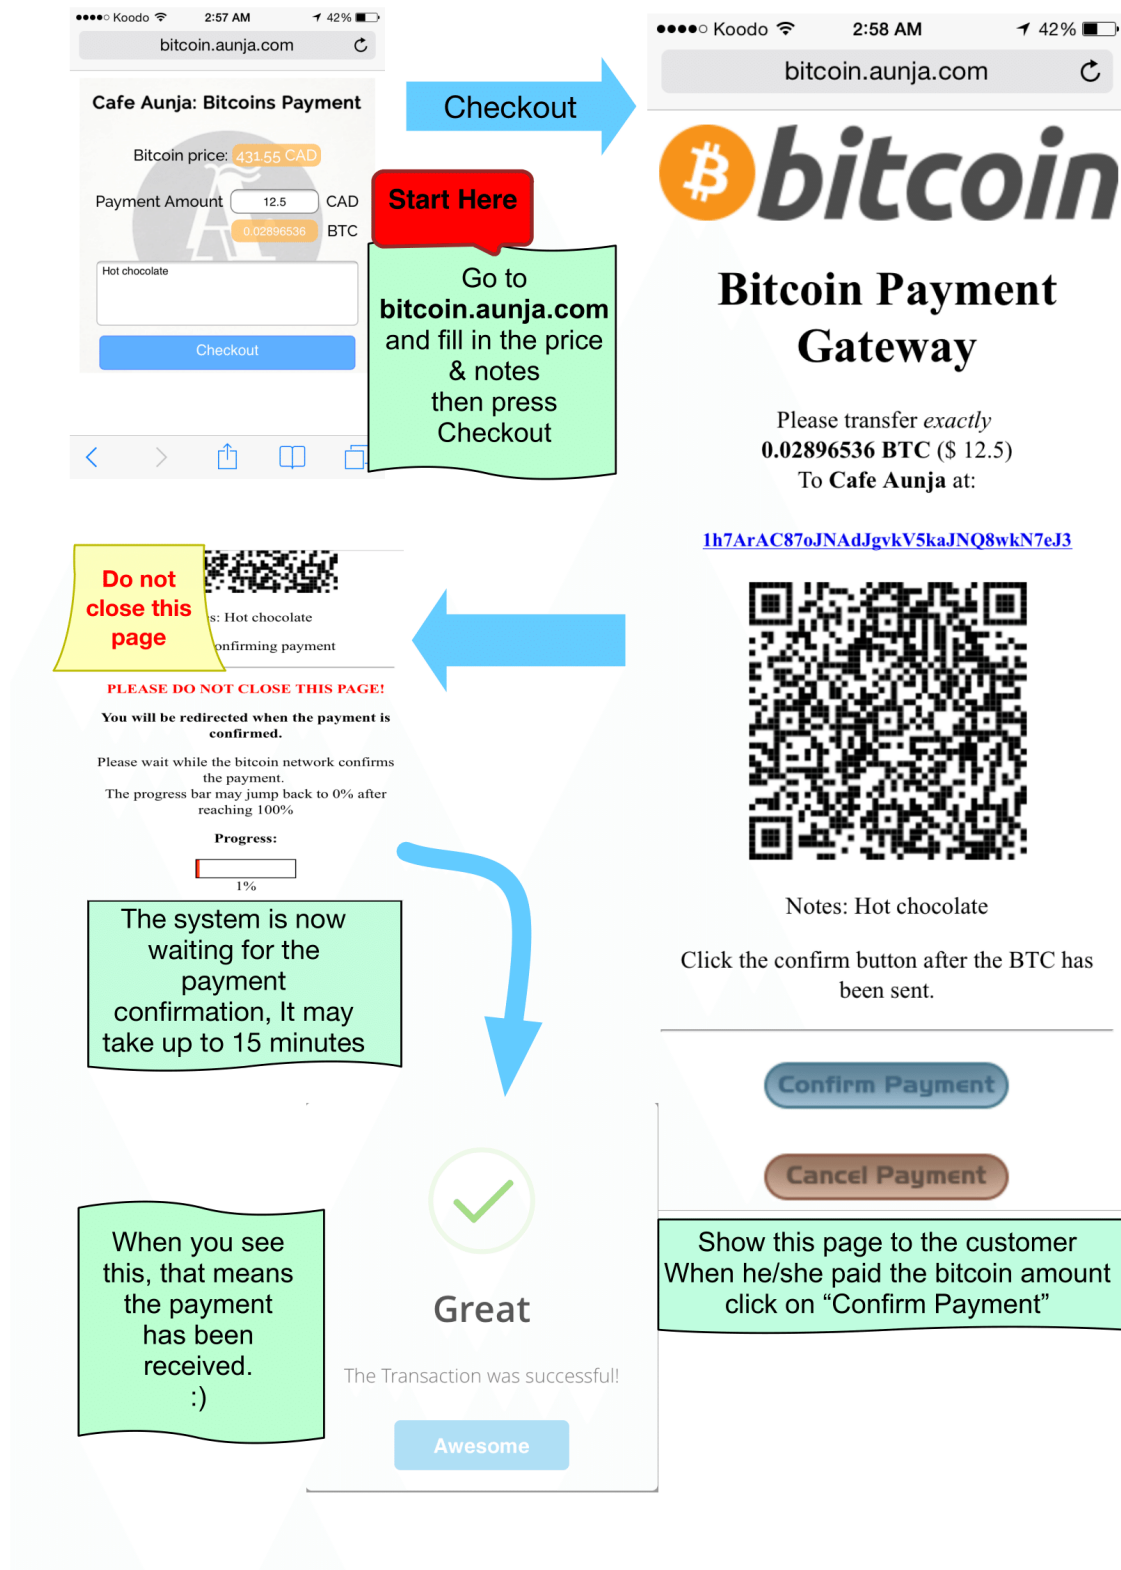 ●●●●○ Koodo 2:57 AM 42%
bitcoin.aunja.com
Cafe Aunja: Bitcoins Payment
Bitcoin price: 431.55 CAD
Payment Amount 12.5 CAD
0.02896536 BTC
Hot chocolate
Checkout
Checkout
Start Here
Go to
bitcoin.aunja.com
and fill in the price
& notes
then press
Checkout
●●●●○ Koodo 2:58 AM 42%
bitcoin.aunja.com
bitcoin
Bitcoin Payment
Gateway
Please transfer exactly
0.02896536 BTC ($ 12.5)
To Cafe Aunja at:
1h7ArAC87oJNAdJgvkV5kaJNQ8wkN7eJ3
Notes: Hot chocolate
Click the confirm button after the BTC has
been sent.
Confirm Payment
Cancel Payment
Show this page to the customer
When he/she paid the bitcoin amount
click on “Confirm Payment”
Do not
close this
page
s: Hot chocolate
onfirming payment
PLEASE DO NOT CLOSE THIS PAGE!
You will be redirected when the payment is
confirmed.
Please wait while the bitcoin network confirms
the payment.
The progress bar may jump back to 0% after
reaching 100%
Progress:
1%
The system is now
waiting for the
payment
confirmation, It may
take up to 15 minutes
When you see
this, that means
the payment
has been
received.
:)
Great
The Transaction was successful!
Awesome